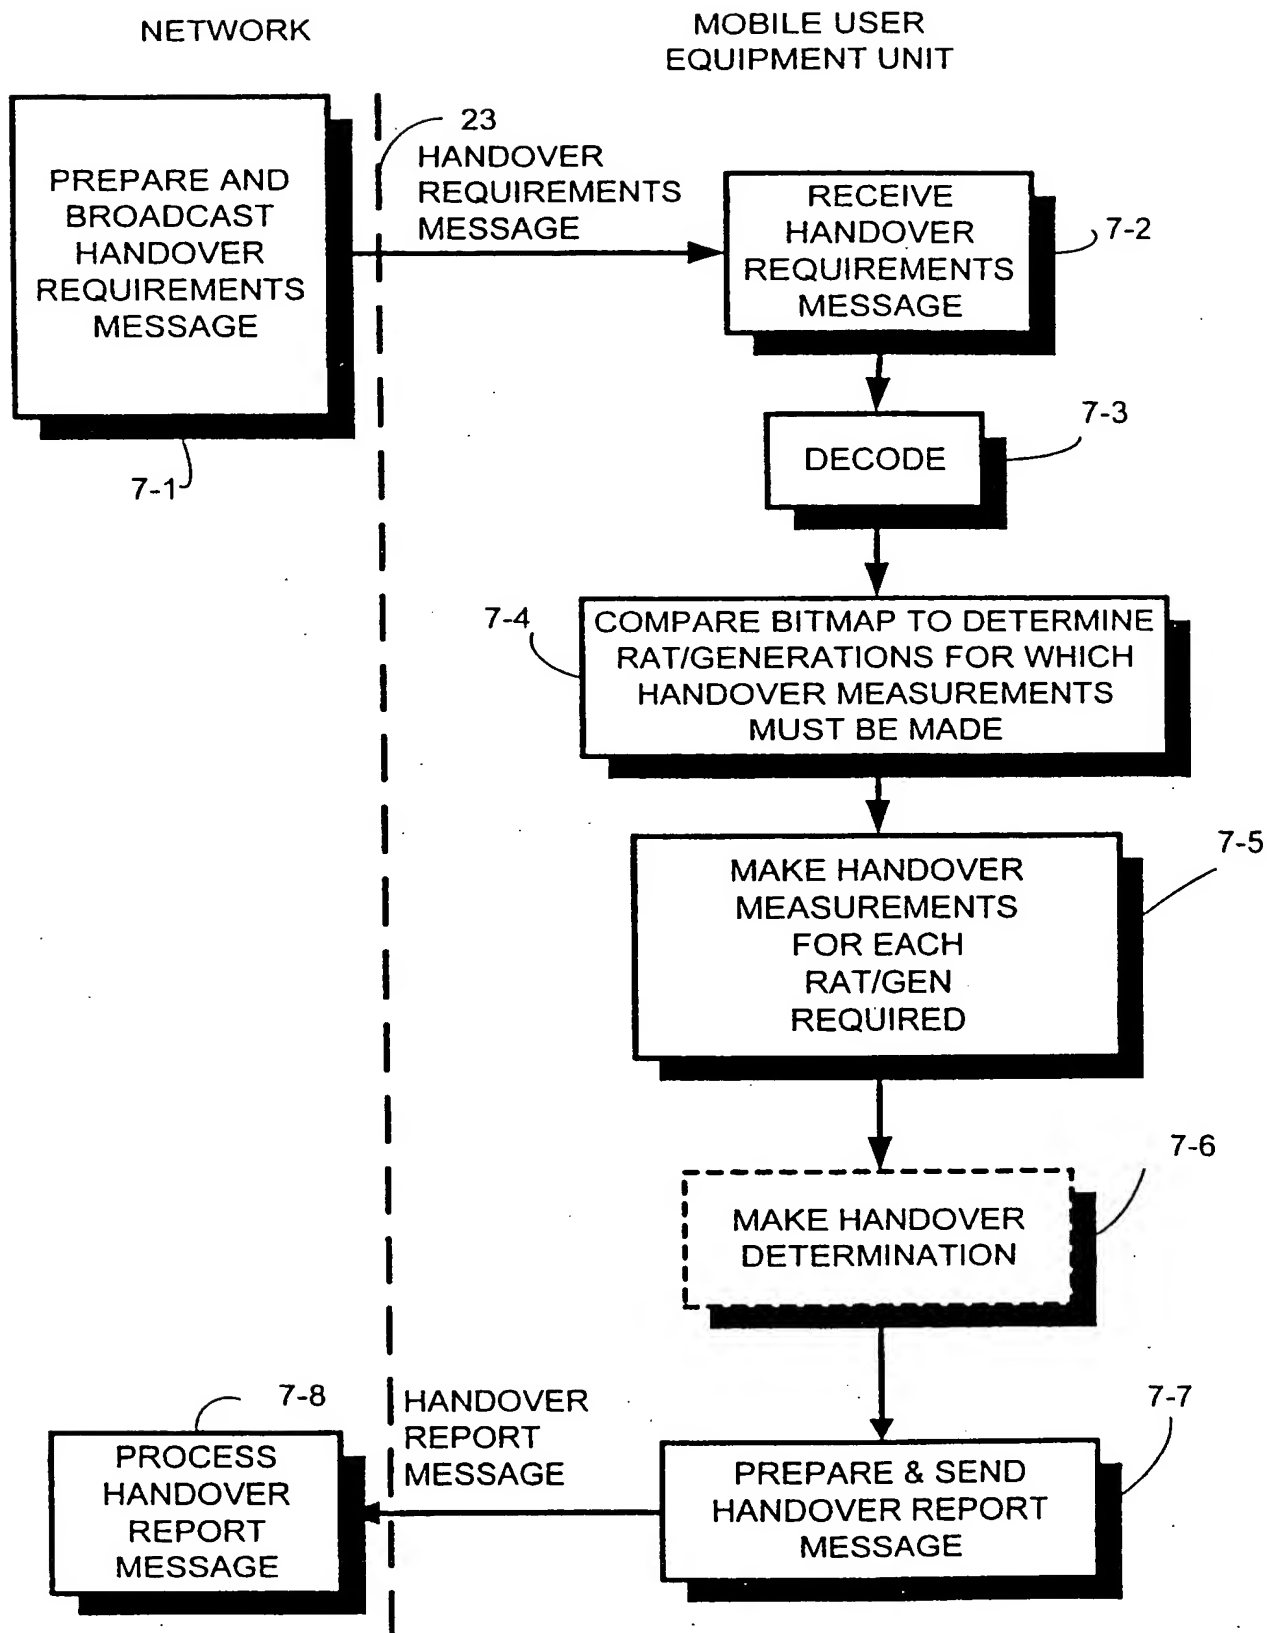 NETWORK
MOBILE USER
EQUIPMENT UNIT
PREPARE AND
BROADCAST
HANDOVER
REQUIREMENTS
MESSAGE
7-1
23
HANDOVER
REQUIREMENTS
MESSAGE
RECEIVE
HANDOVER
REQUIREMENTS
MESSAGE
7-2
DECODE
7-3
7-4
COMPARE BITMAP TO DETERMINE
RAT/GENERATIONS FOR WHICH
HANDOVER MEASUREMENTS
MUST BE MADE
MAKE HANDOVER
MEASUREMENTS
FOR EACH
RAT/GEN
REQUIRED
7-5
MAKE HANDOVER
DETERMINATION
7-6
7-8
PROCESS
HANDOVER
REPORT
MESSAGE
HANDOVER
REPORT
MESSAGE
PREPARE & SEND
HANDOVER REPORT
MESSAGE
7-7